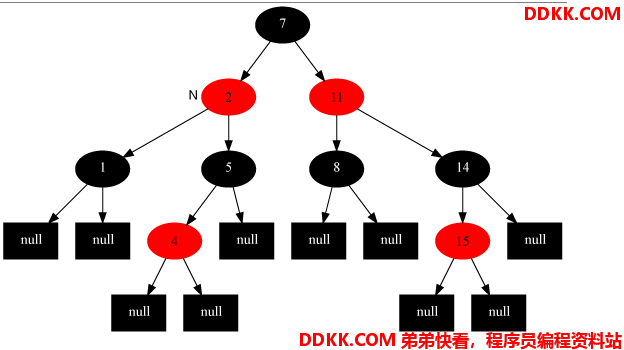 DDKK.COM
7
N
2
11
1
5
8
14
null
null
4
null
null
null
15
null
null
null
null
null
DDKK.COM 弟弟快看，程序员编程资料站